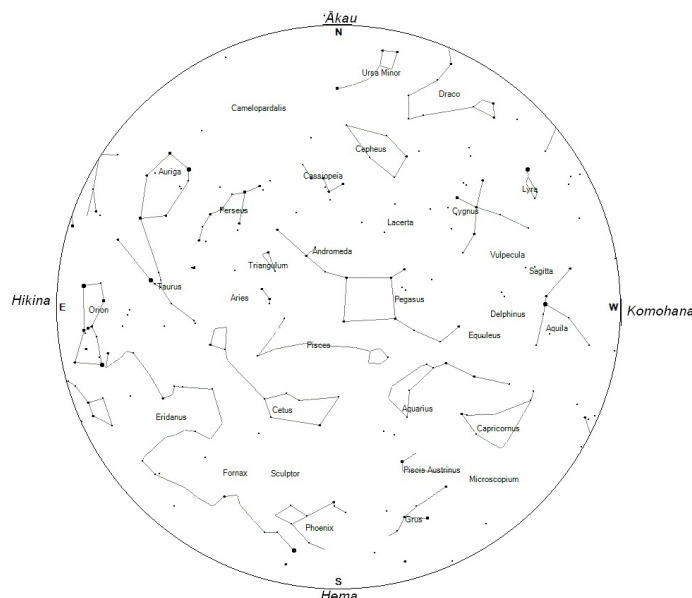 ʻĀkau
N
Ursa Minor
Draco
Camelopardalis
Cepheus
Auriga
Cassiopeia
Lyra
Perseus
Cygnus
Lacerta
Andromeda
Vulpecula
Triangulum
Sagitta
Taurus
Aries
Pegasus
Hikina
E
Orion
Delphinus
W
Komohana
Aquila
Equuleus
Pisces
Eridanus
Cetus
Aquarius
Capricornus
Fornax
Sculptor
Piscis Austrinus
Microscopium
Phoenix
Grus
S
Hema